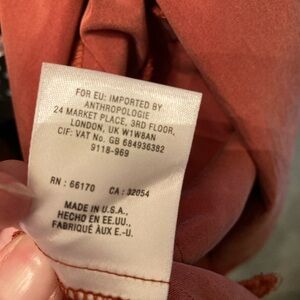 FOR EU: IMPORTED BY
ANTHROPOLOGIE
24 MARKET PLACE, 3RD FLOOR,
LONDON, UK W1W8AN
CIF: VAT No. GB 684936382
9118-969
RN : 66170 CA : 32054
MADE IN U.S.A.,
HECHO EN EE.UU.,
FABRIQUÉ AUX E.-U.